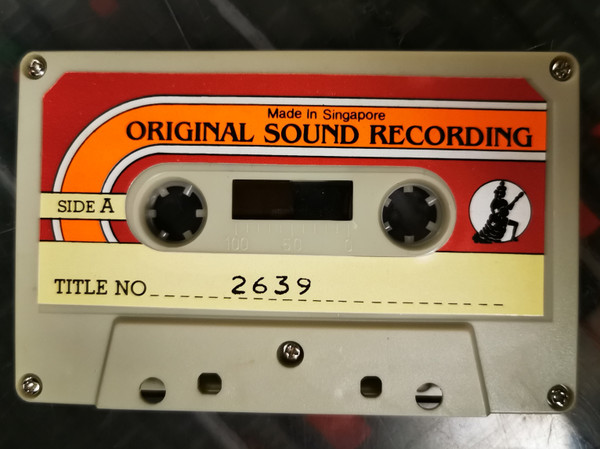 Made In Singapore
ORIGINAL SOUND RECORDING
SIDE A
100 50 0
TITLE NO 2639